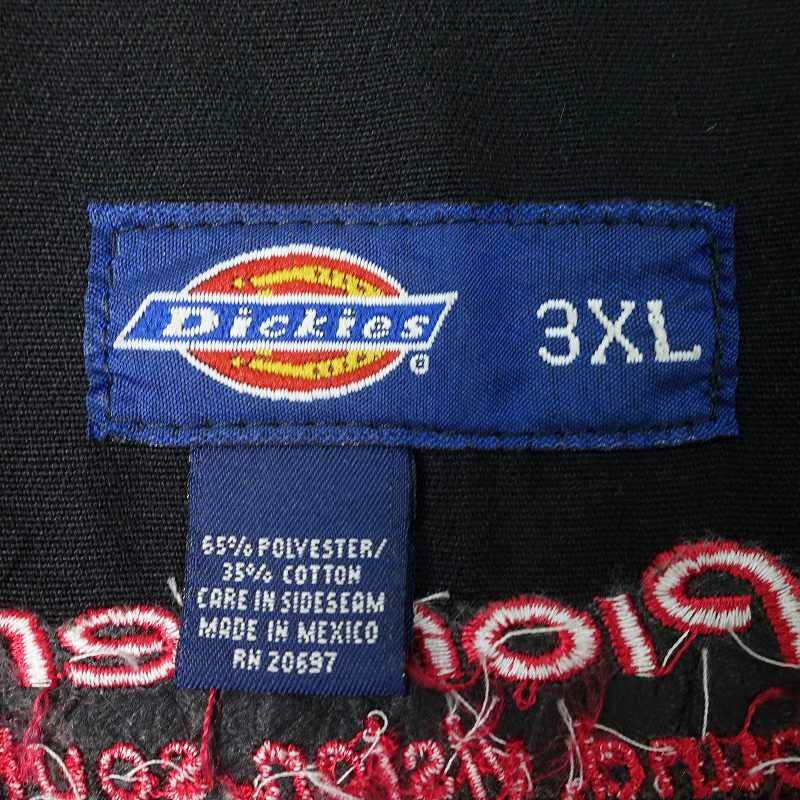 Dickies
3XL
65% POLYESTER/
35% COTTON
CARE IN SIDESEAM
MADE IN MEXICO
RN 20697